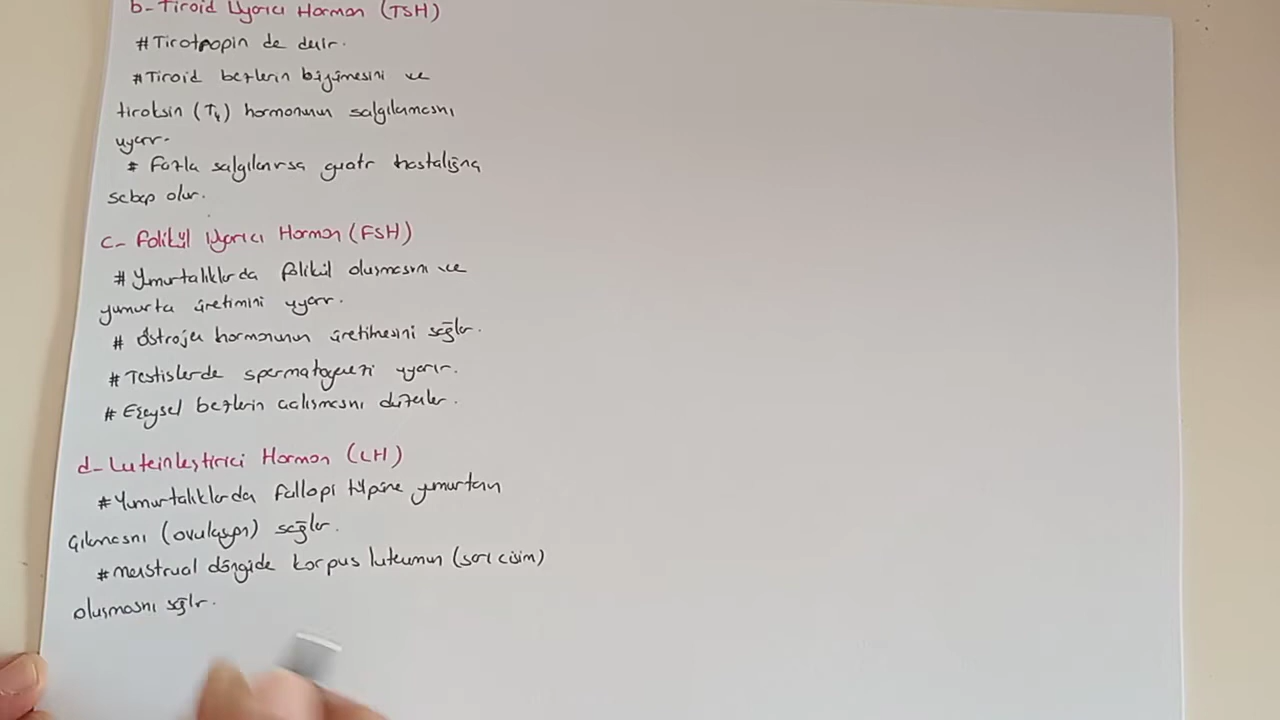 b- Tiroid Uyarıcı Hormon (TSH)
# Tirotropin de denir.
# Tiroid bezlerin büyümesini ve
tiroksin (T4) hormonunun salgılanmasını
uyarır.
# Fazla salgılanırsa guatr hastalığına
sebep olur.
c- Folikül Uyarıcı Hormon (FSH)
# Yumurtalıklarda folikül oluşmasını ve
yumurta üretimini uyarır.
# Östrojen hormonunun üretilmesini sağlar.
# Testislerde spermatogenezi uyarır.
# Eşeysel bezlerin çalışmasını düzenler.
d- Luteinleştirici Hormon (LH)
# Yumurtalıklarda fallopi tüpüne yumurtanın
çıkmasını (ovulasyon) sağlar.
# Menstrual döngüde korpus luteumun (sarı cisim)
oluşmasını sağlar.